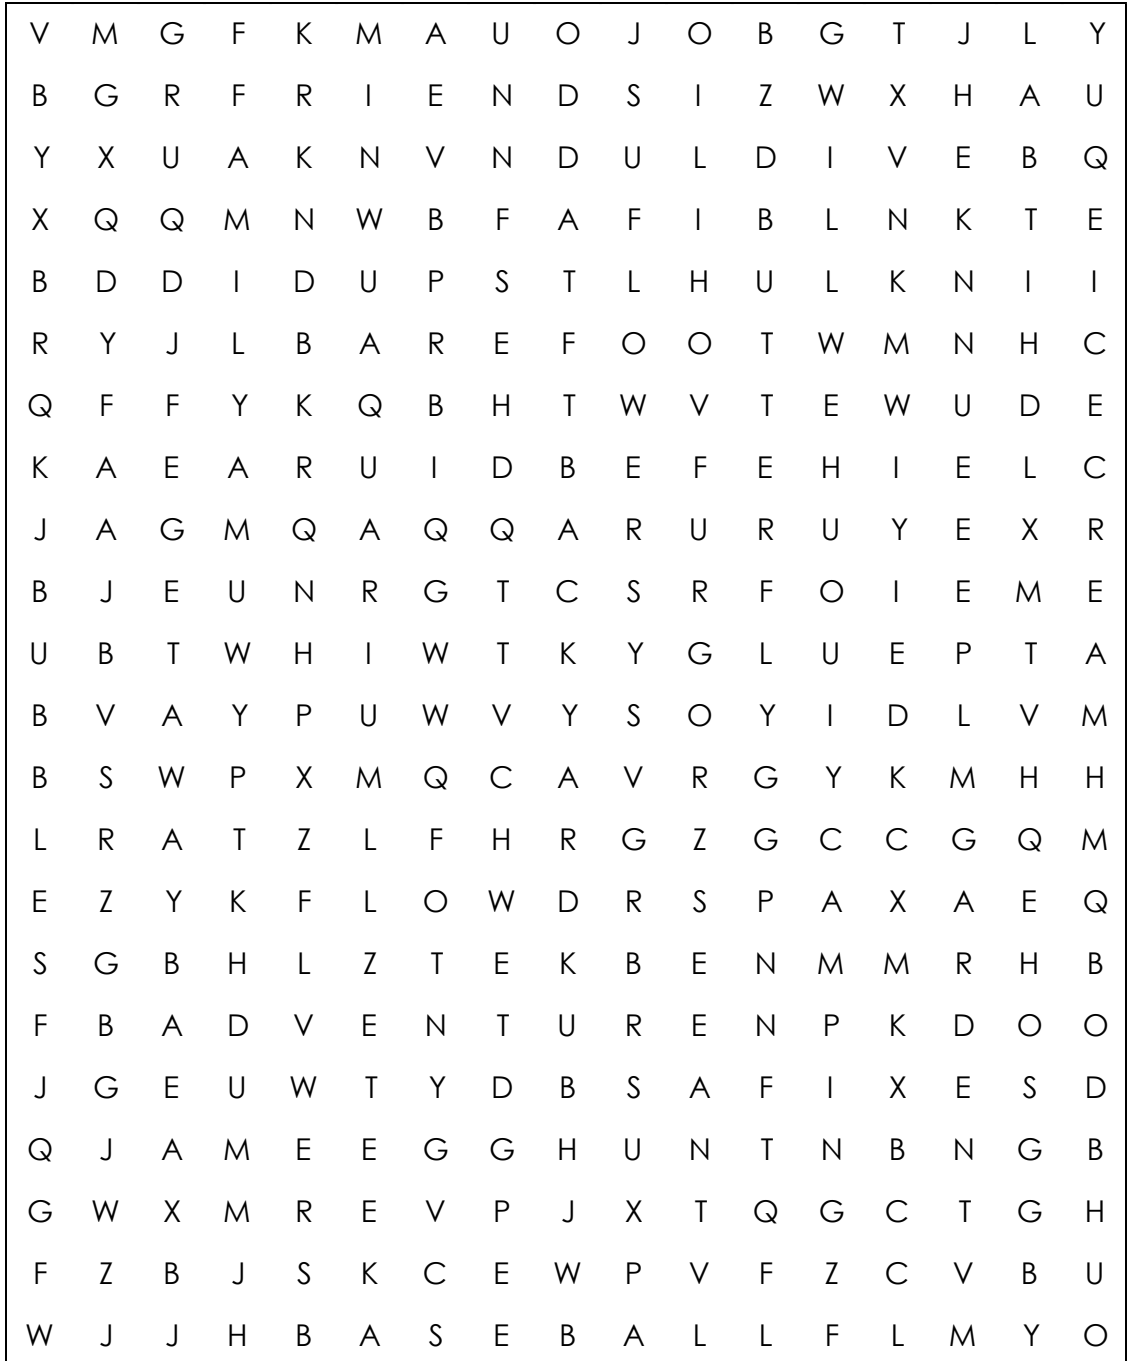 V M G F K M A U O J O B G T J L Y
B G R F R I E N D S I Z W X H A U
Y X U A K N V N D U L D I V E B Q
X Q Q M N W B F A F I B L N K T E
B D D I D U P S T L H U L K N I I
R Y J L B A R E F O O T W M N H C
Q F F Y K Q B H T W V T E W U D E
K A E A R U I D B E F E H I E L C
J A G M Q A Q Q A R U R U Y E X R
B J E U N R G T C S R F O I E M E
U B T W H I W T K Y G L U E P T A
B V A Y P U W V Y S O Y I D L V M
B S W P X M Q C A V R G Y K M H H
L R A T Z L F H R G Z G C C G Q M
E Z Y K F L O W D R S P A X A E Q
S G B H L Z T E K B E N M M R H B
F B A D V E N T U R E N P K D O O
J G E U W T Y D B S A F I X E S D
Q J A M E E G G H U N T N B N G B
G W X M R E V P J X T Q G C T G H
F Z B J S K C E W P V F Z C V B U
W J J H B A S E B A L L F L M Y O